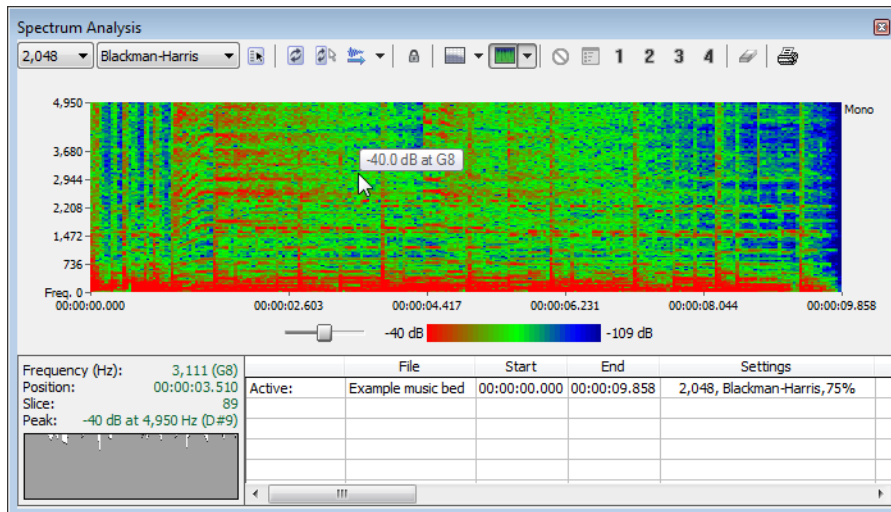 Spectrum Analysis
2,048 Blackman-Harris 1 2 3 4
4,950
Mono
3,680
-40.0 dB at G8
2,944
2,208
1,472
736
Freq. 0
00:00:00.000 00:00:02.603 00:00:04.417 00:00:06.231 00:00:08.044 00:00:09.858
-40 dB -109 dB
Frequency (Hz): 3,111 (G8)
Position: 00:00:03.510
Slice: 89
Peak: -40 dB at 4,950 Hz (D#9)
File Start End Settings
Active: Example music bed 00:00:00.000 00:00:09.858 2,048, Blackman-Harris,75%